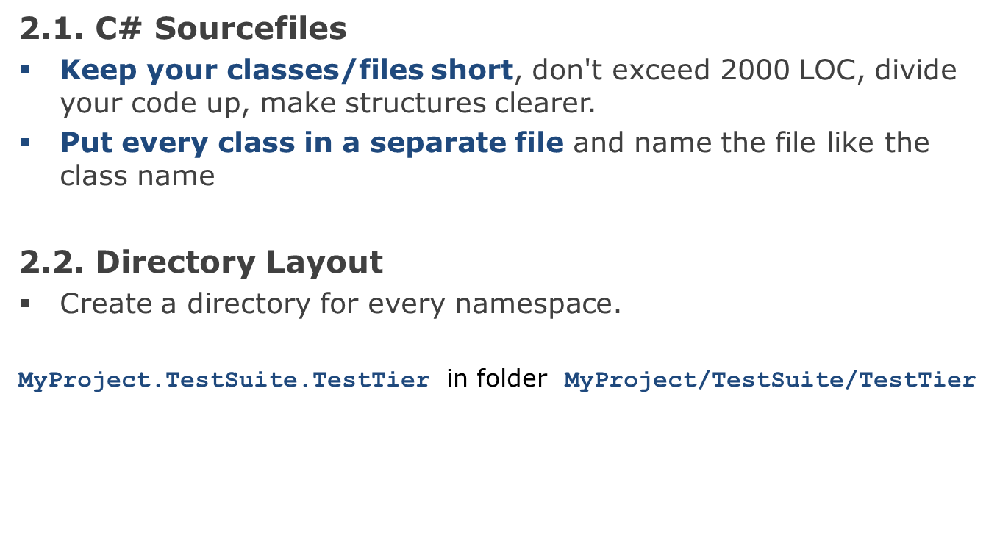 2.1. C# Sourcefiles
▪ Keep your classes/files short, don't exceed 2000 LOC, divide
your code up, make structures clearer.
▪ Put every class in a separate file and name the file like the
class name
2.2. Directory Layout
▪ Create a directory for every namespace.
MyProject.TestSuite.TestTier in folder MyProject/TestSuite/TestTier